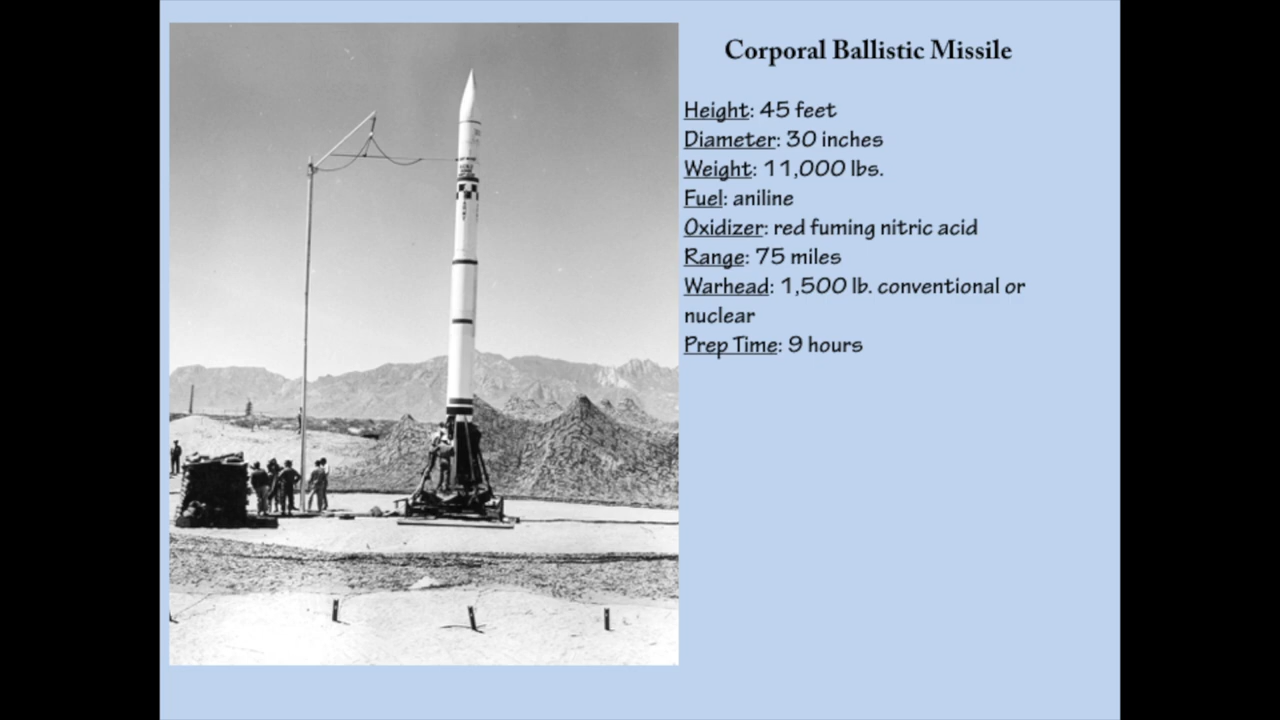 Corporal Ballistic Missile
Height: 45 feet
Diameter: 30 inches
Weight: 11,000 lbs.
Fuel: aniline
Oxidizer: red fuming nitric acid
Range: 75 miles
Warhead: 1,500 lb. conventional or
nuclear
Prep Time: 9 hours